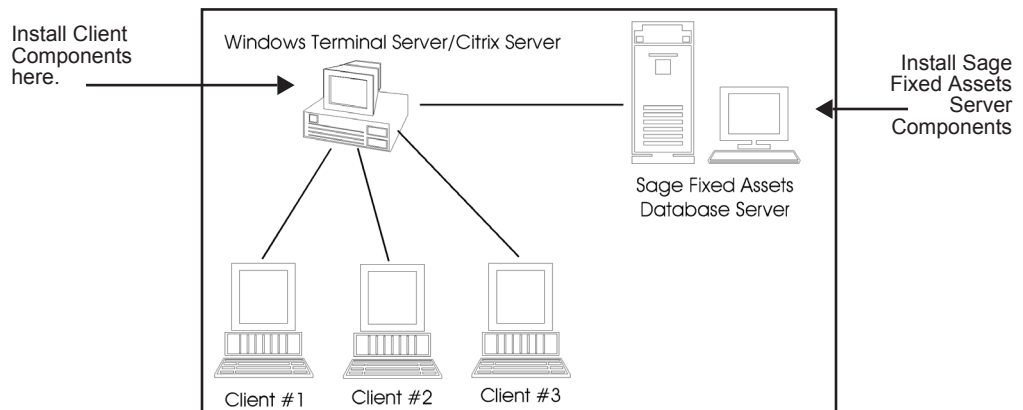 Install Client
Components
here.
Windows Terminal Server/Citrix Server
Install Sage
Fixed Assets
Server
Components
Sage Fixed Assets
Database Server
Client #1
Client #2
Client #3